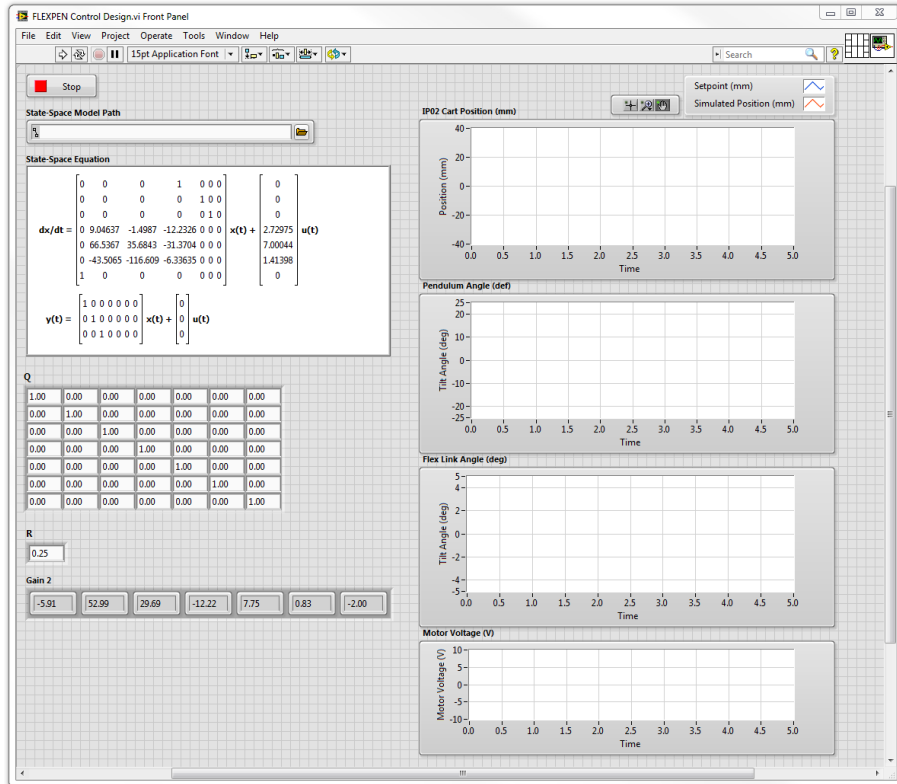 FLEXPEN Control Design.vi Front Panel
File Edit View Project Operate Tools Window Help
15pt Application Font
Search
?
Stop
State-Space Model Path
State-Space Equation
0 0 0 1 0 0 0 0
0 0 0 0 1 0 0 0
0 0 0 0 0 1 0 0
dx/dt = 0 9.04637 -1.4987 -12.2326 0 0 0 x(t) + 2.72975 u(t)
0 66.5367 35.6843 -31.3704 0 0 0 7.00044
0 -43.5065 -116.609 -6.33635 0 0 0 1.41398
1 0 0 0 0 0 0 0
1 0 0 0 0 0 0 0
y(t) = 0 1 0 0 0 0 0 x(t) + 0 u(t)
0 0 1 0 0 0 0 0
Q
1.00 0.00 0.00 0.00 0.00 0.00 0.00
0.00 1.00 0.00 0.00 0.00 0.00 0.00
0.00 0.00 1.00 0.00 0.00 0.00 0.00
0.00 0.00 0.00 1.00 0.00 0.00 0.00
0.00 0.00 0.00 0.00 1.00 0.00 0.00
0.00 0.00 0.00 0.00 0.00 1.00 0.00
0.00 0.00 0.00 0.00 0.00 0.00 1.00
R
0.25
Gain 2
-5.91 52.99 29.69 -12.22 7.75 0.83 -2.00
Setpoint (mm)
Simulated Position (mm)
IP02 Cart Position (mm)
Position (mm)
40
20
0
-20
-40
0.0 0.5 1.0 1.5 2.0 2.5 3.0 3.5 4.0 4.5 5.0
Time
Pendulum Angle (def)
Tilt Angle (deg)
25
20
10
0
-10
-20
-25
0.0 0.5 1.0 1.5 2.0 2.5 3.0 3.5 4.0 4.5 5.0
Time
Flex Link Angle (deg)
Tilt Angle (deg)
5
4
2
0
-2
-4
-5
0.0 0.5 1.0 1.5 2.0 2.5 3.0 3.5 4.0 4.5 5.0
Time
Motor Voltage (V)
Motor Voltage (V)
10
5
0
-5
-10
0.0 0.5 1.0 1.5 2.0 2.5 3.0 3.5 4.0 4.5 5.0
Time